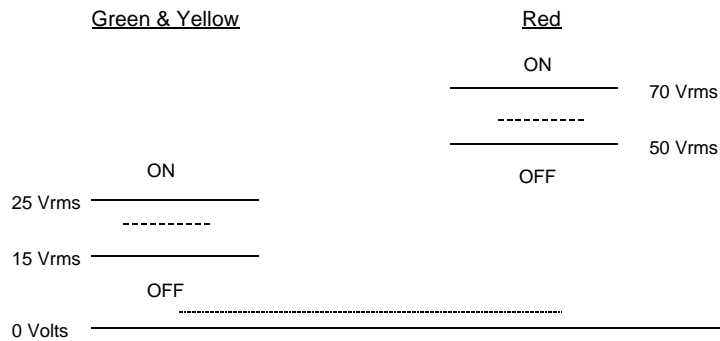 Green & Yellow
Red
ON
70 Vrms
50 Vrms
ON
OFF
25 Vrms
15 Vrms
OFF
0 Volts